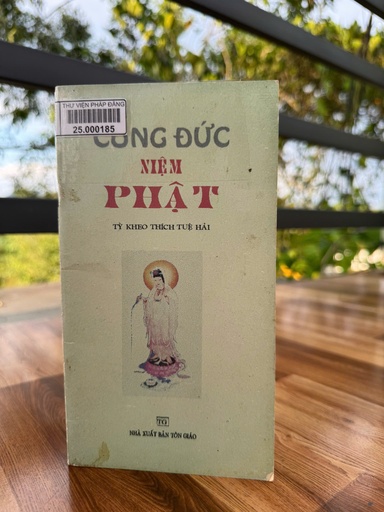 THƯ VIỆN PHÁP ĐĂNG
25.000185
CÔNG ĐỨC
NIỆM
PHẬT
TỲ KHEO THÍCH TUỆ HẢI
TG
NHÀ XUẤT BẢN TÔN GIÁO